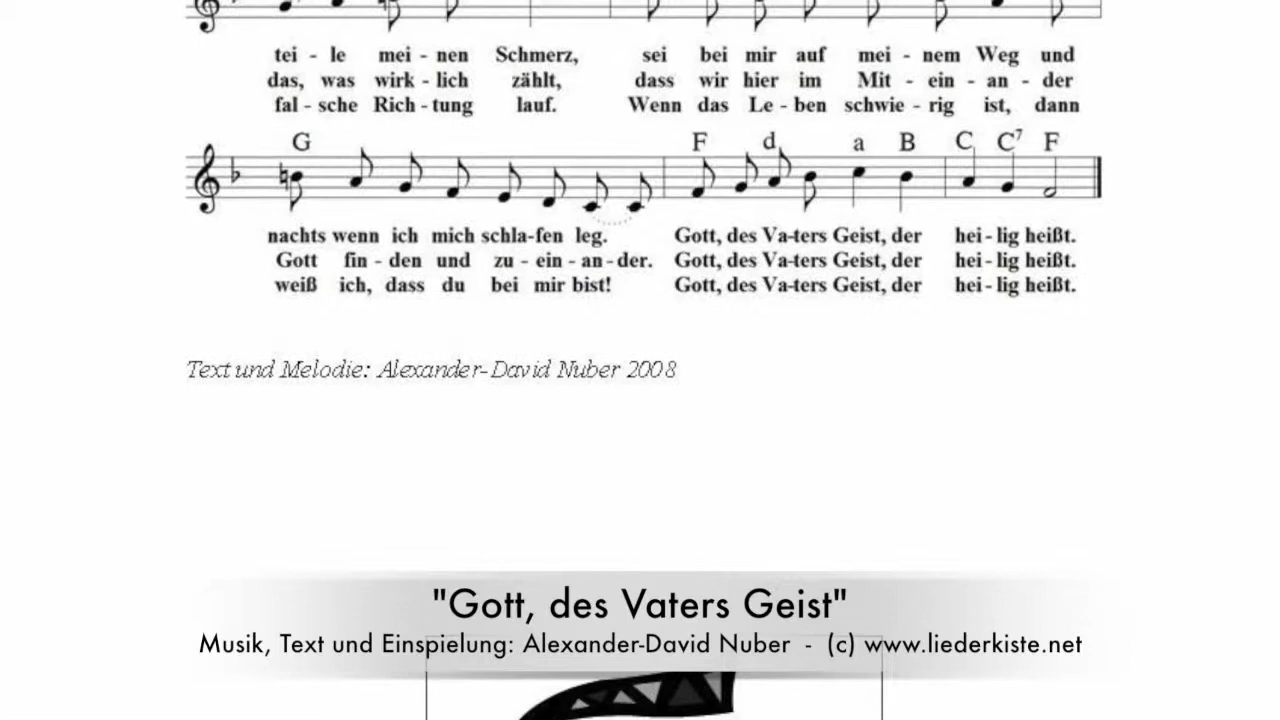 tei - le mei - nen Schmerz, sei bei mir auf mei - nem Weg und
das, was wirk - lich zählt, dass wir hier im Mit - ein - an - der
fal - sche Rich - tung lauf. Wenn das Le - ben schwie - rig ist, dann
G F d a B C C7 F
nachts wenn ich mich schla-fen leg. Gott, des Va-ters Geist, der hei - lig heißt.
Gott fin - den und zu - ein - an - der. Gott, des Va-ters Geist, der hei - lig heißt.
weiß ich, dass du bei mir bist! Gott, des Va-ters Geist, der hei - lig heißt.
Text und Melodie: Alexander-David Nuber 2008
"Gott, des Vaters Geist"
Musik, Text und Einspielung: Alexander-David Nuber - (c) www.liederkiste.net